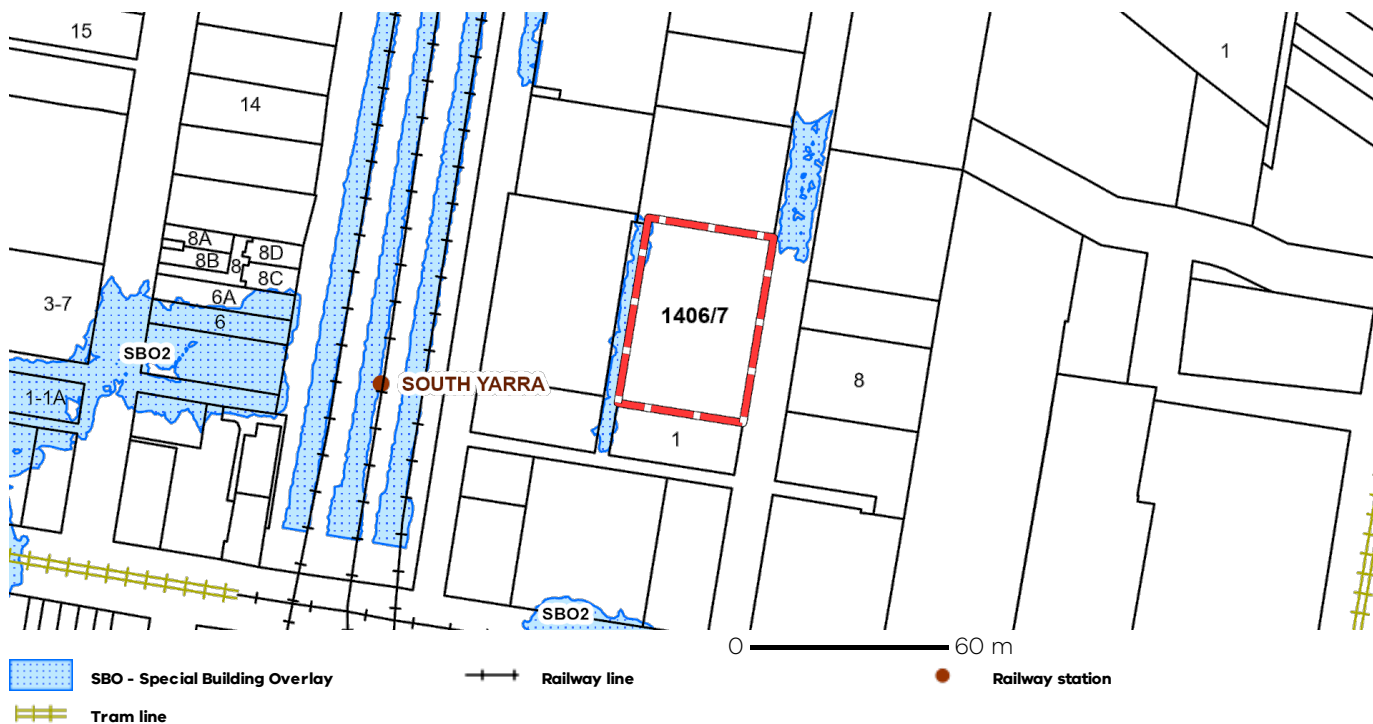 15
1
14
8A
8D
8B
8
8C
6A
3-7
6
1406/7
SBO2
SOUTH YARRA
8
1-1A
1
SBO2
0 60 m
SBO - Special Building Overlay
Railway line
Railway station
Tram line